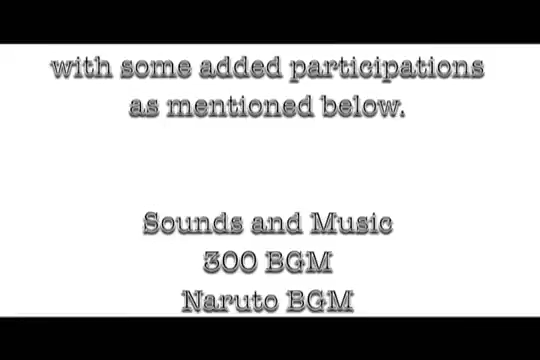 with some added participations
as mentioned below.
Sounds and Music
300 BGM
Naruto BGM